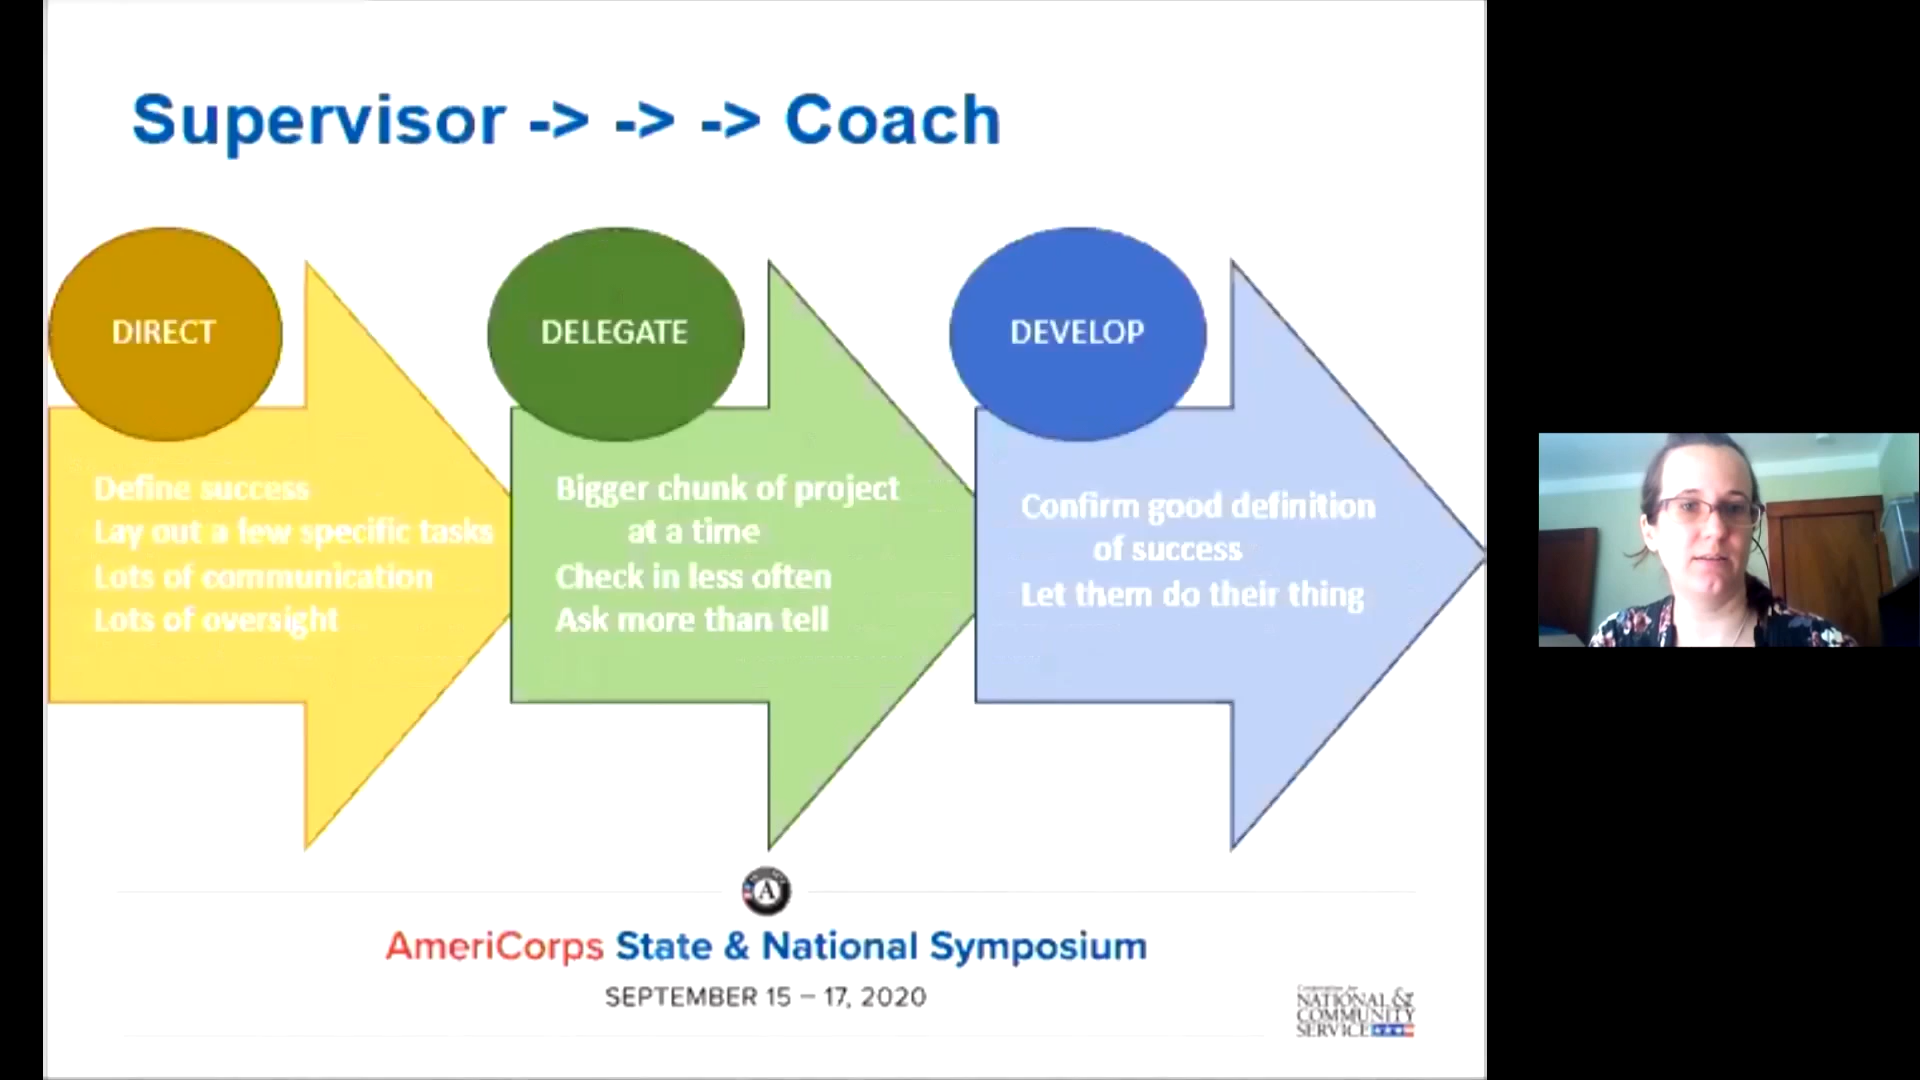 Supervisor -> -> -> Coach
DIRECT
Define success
Lay out a few specific tasks
Lots of communication
Lots of oversight
DELEGATE
Bigger chunk of project
at a time
Check in less often
Ask more than tell
DEVELOP
Confirm good definition
of success
Let them do their thing
A
AmeriCorps State & National Symposium
SEPTEMBER 15 – 17, 2020
Corporation for
NATIONAL &
COMMUNITY
SERVICE